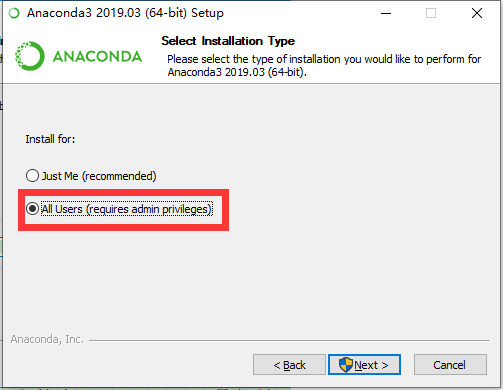 Anaconda3 2019.03 (64-bit) Setup
ANACONDA
Select Installation Type
Please select the type of installation you would like to perform for
Anaconda3 2019.03 (64-bit).
Install for:
Just Me (recommended)
All Users (requires admin privileges)
Anaconda, Inc.
< Back
Next >
Cancel